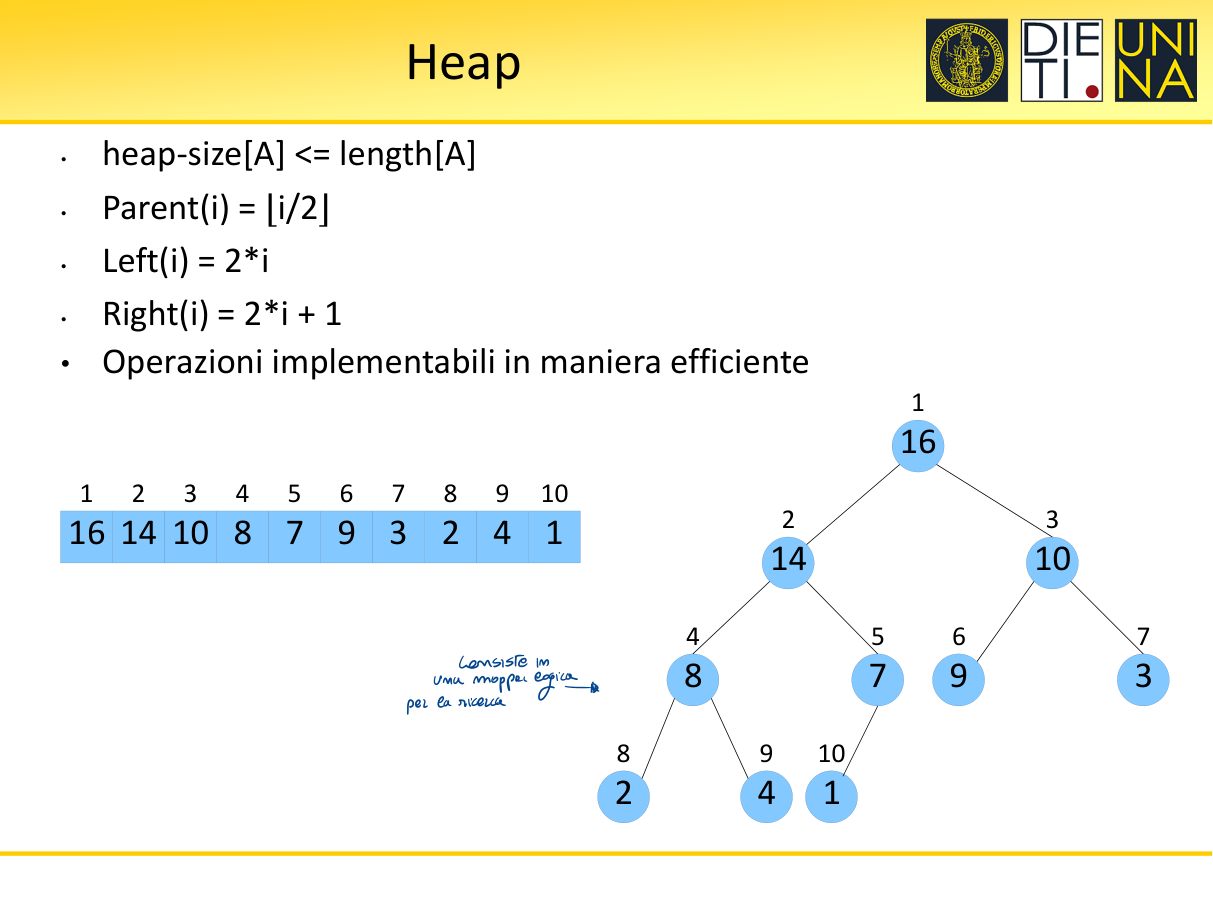 Heap
DIE
TI.
UNI
NA
heap-size[A] <= length[A]
Parent(i) = ⌊i/2⌋
Left(i) = 2*i
Right(i) = 2*i + 1
Operazioni implementabili in maniera efficiente
1 2 3 4 5 6 7 8 9 10
16 14 10 8 7 9 3 2 4 1
1
16
2 3
14 10
4 5 6 7
8 7 9 3
consiste in
una mappa logica
per la ricerca
8 9 10
2 4 1